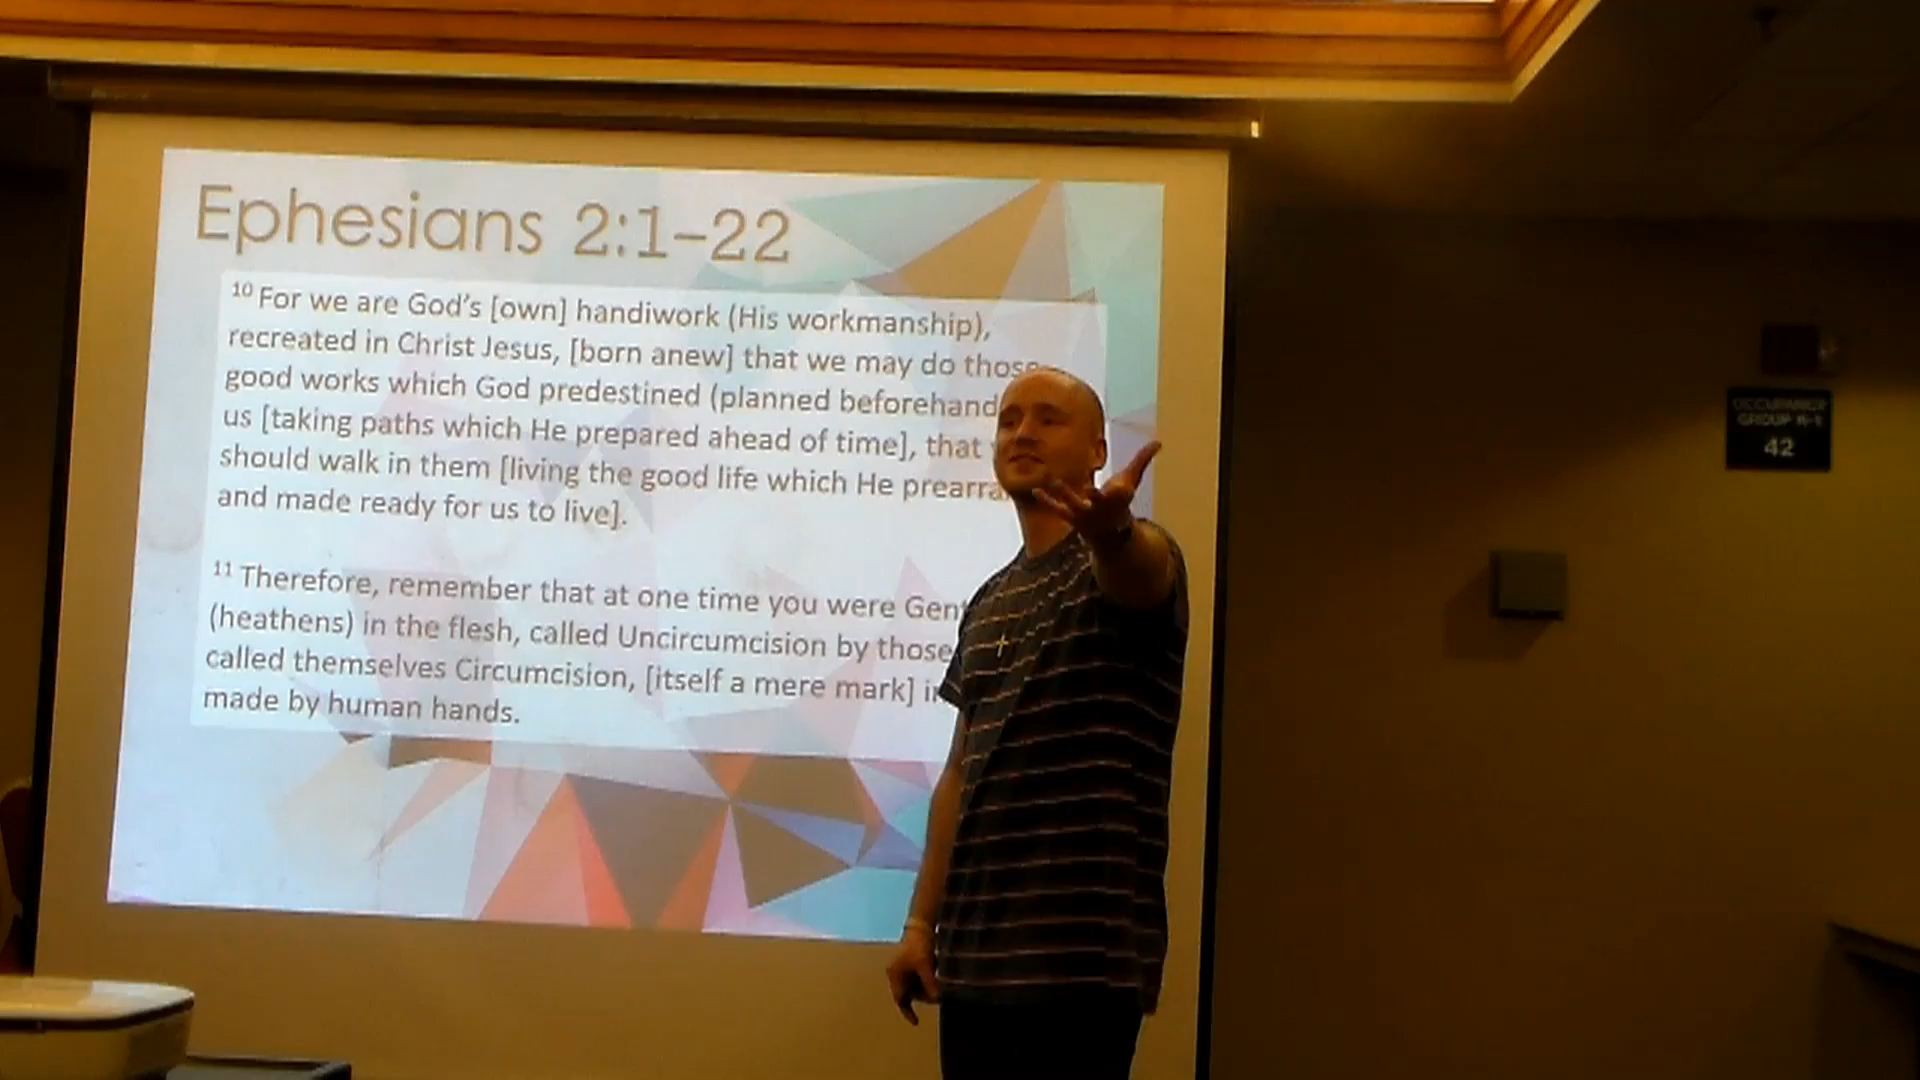 Ephesians 2:1–22
10 For we are God's [own] handiwork (His workmanship),
recreated in Christ Jesus, [born anew] that we may do those
good works which God predestined (planned beforehand
us [taking paths which He prepared ahead of time], that
should walk in them [living the good life which He
and made ready for us to live].
11 Therefore, remember that at one time you were
(heathens) in the flesh, called Uncircumcision by those
called themselves Circumcision, [itself a mere mark]
made by human hands.
OCCUPANCY
GROUP
42